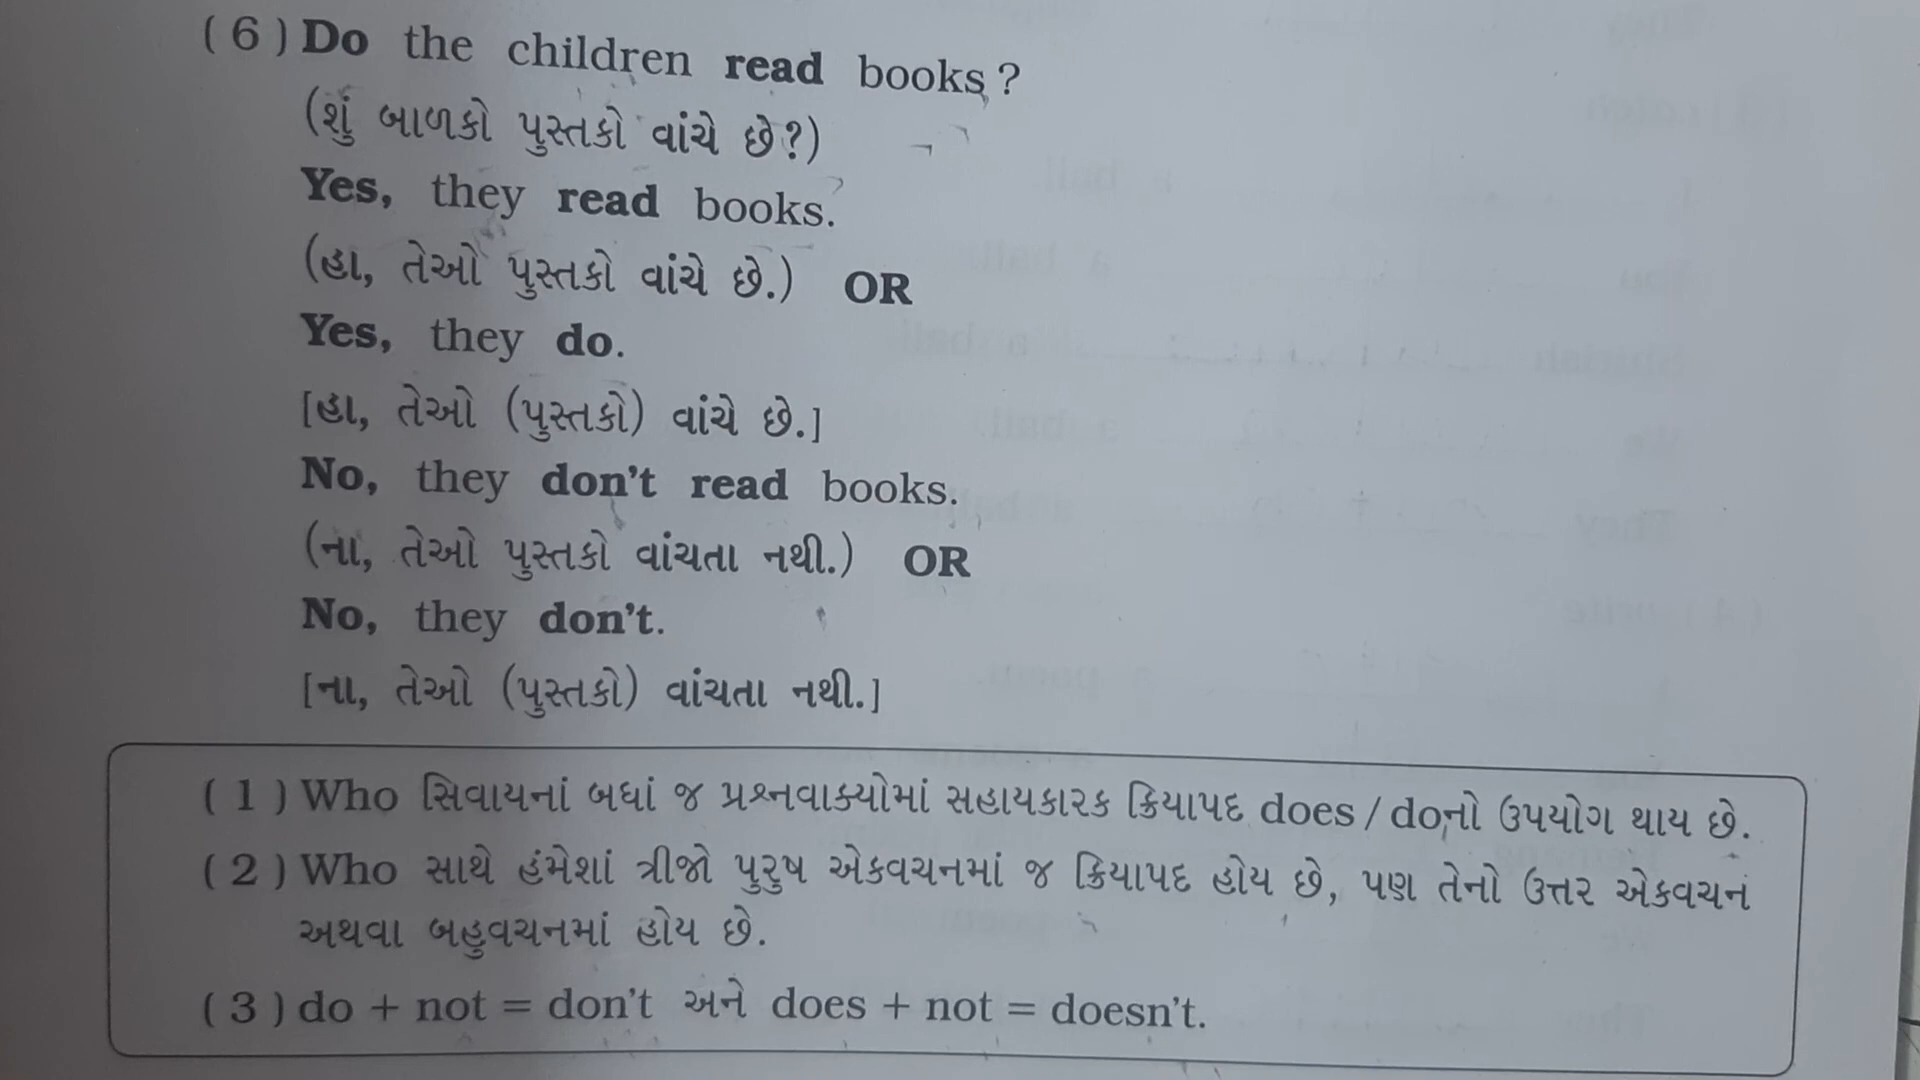 ( 6 ) Do the children read books ?
(શું બાળકો પુસ્તકો વાંચે છે?)
Yes, they read books.
(હા, તેઓ પુસ્તકો વાંચે છે.) OR
Yes, they do.
[હા, તેઓ (પુસ્તકો) વાંચે છે.]
No, they don't read books.
(ના, તેઓ પુસ્તકો વાંચતા નથી.) OR
No, they don't.
[ના, તેઓ (પુસ્તકો) વાંચતા નથી.]
( 1 ) Who સિવાયનાં બધાં જ પ્રશ્નવાક્યોમાં સહાયકારક ક્રિયાપદ does / doનો ઉપયોગ થાય છે.
( 2 ) Who સાથે હંમેશાં ત્રીજો પુરુષ એકવચનમાં જ ક્રિયાપદ હોય છે, પણ તેનો ઉત્તર એકવચન
અથવા બહુવચનમાં હોય છે.
( 3 ) do + not = don't અને does + not = doesn't.